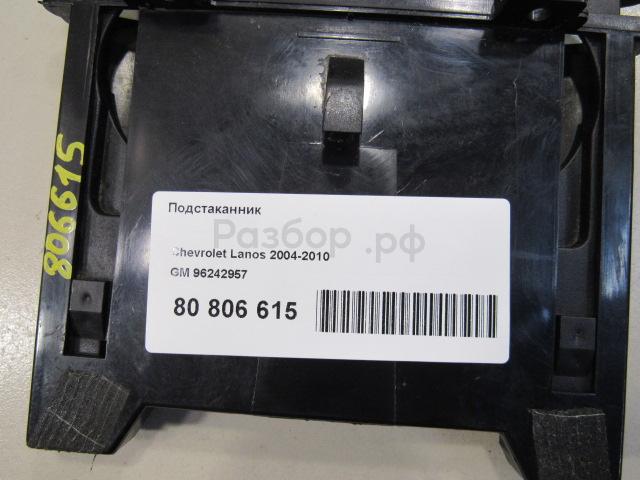 Подстаканник
Разбор.рф
Chevrolet Lanos 2004-2010
GM 96242957
80 806 615
806615